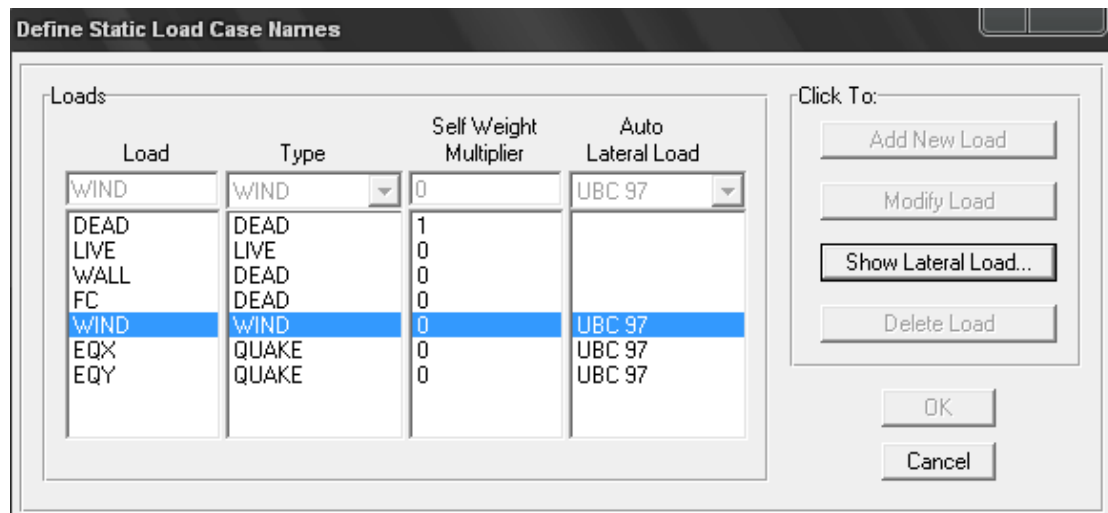 Define Static Load Case Names
Loads
Click To:
Load Type Self Weight Multiplier Auto Lateral Load
WIND WIND 0 UBC 97
DEAD DEAD 1
LIVE LIVE 0
WALL DEAD 0
FC DEAD 0
WIND WIND 0 UBC 97
EQX QUAKE 0 UBC 97
EQY QUAKE 0 UBC 97
Add New Load
Modify Load
Show Lateral Load...
Delete Load
OK
Cancel